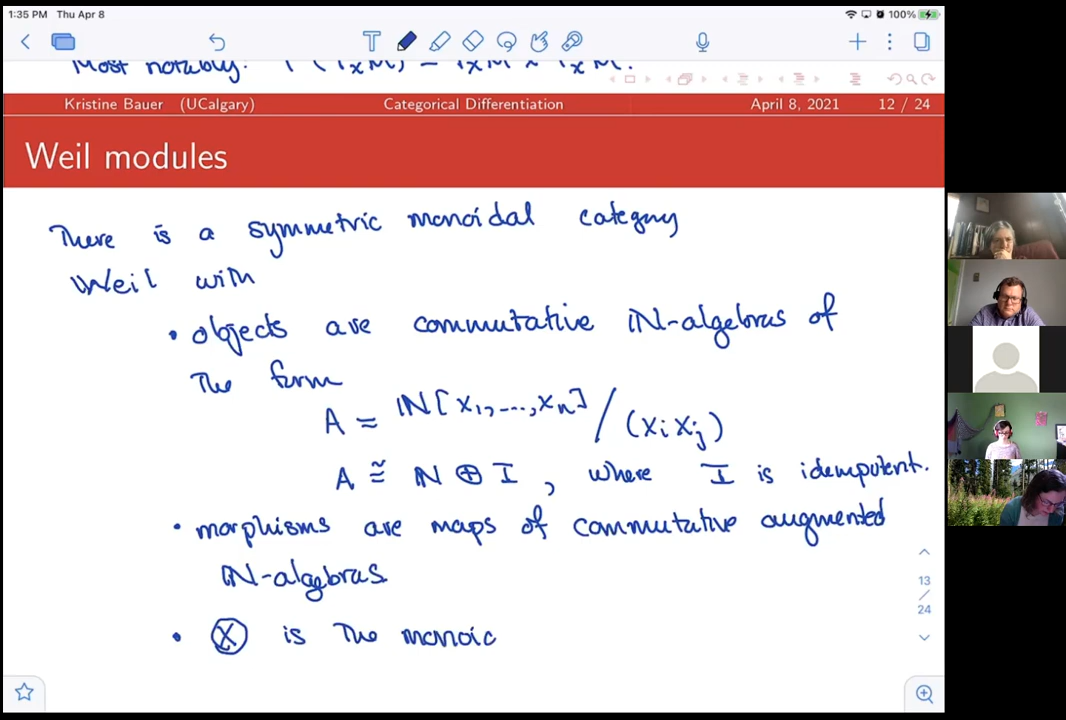 1:35 PM Thu Apr 8
100%
Most notably:
Kristine Bauer (UCalgary) Categorical Differentiation April 8, 2021 12 / 24
Weil modules
There is a symmetric monoidal category
Weil with
• objects are commutative ℕ-algebras of
The form
A = ℕ[x₁,...,xₙ] / (xᵢxⱼ)
A ≅ ℕ ⊕ I, where I is idempotent.
• morphisms are maps of commutative augmented
ℕ-algebras.
• ⊗ is The monoic
13
/
24